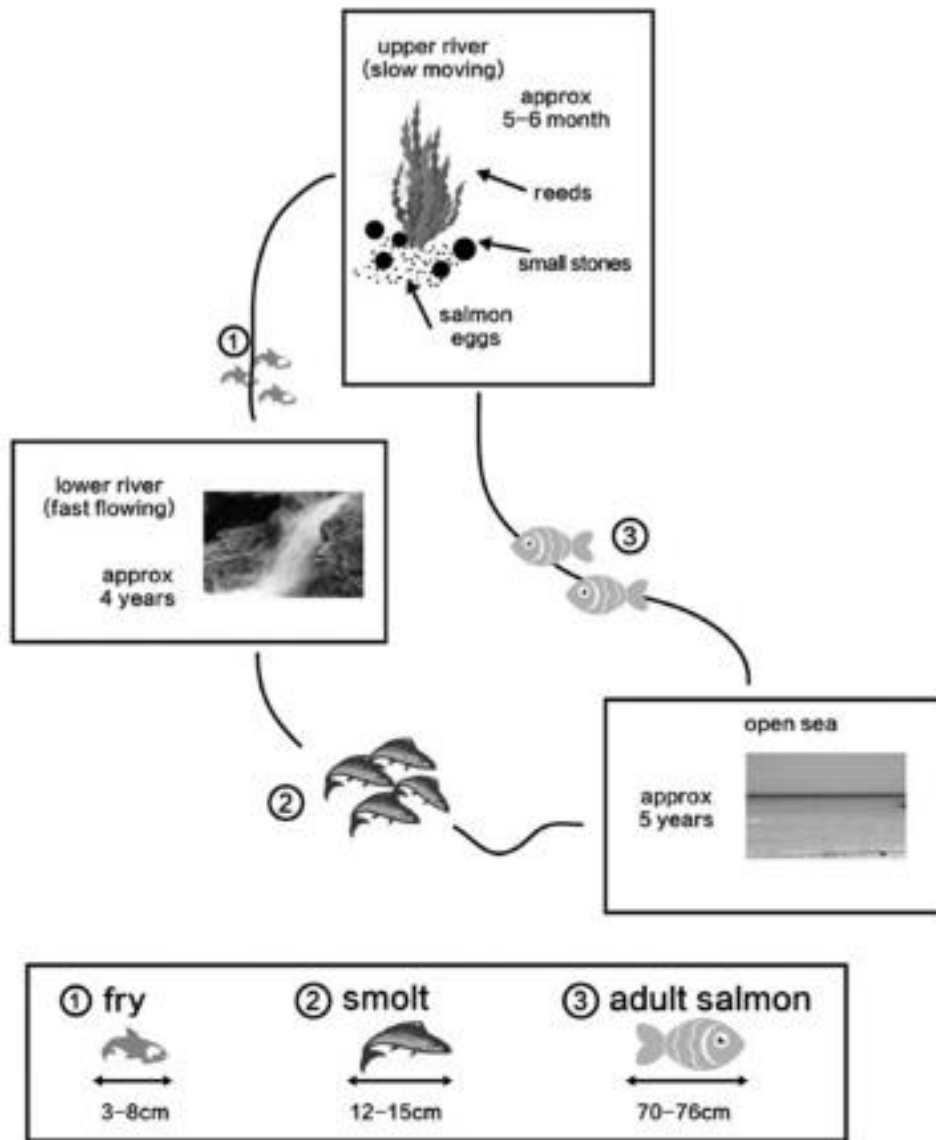 upper river
(slow moving)
approx
5-6 month
reeds
small stones
salmon
eggs
①
lower river
(fast flowing)
approx
4 years
③
②
open sea
approx
5 years
① fry
② smolt
③ adult salmon
3-8cm
12-15cm
70-76cm